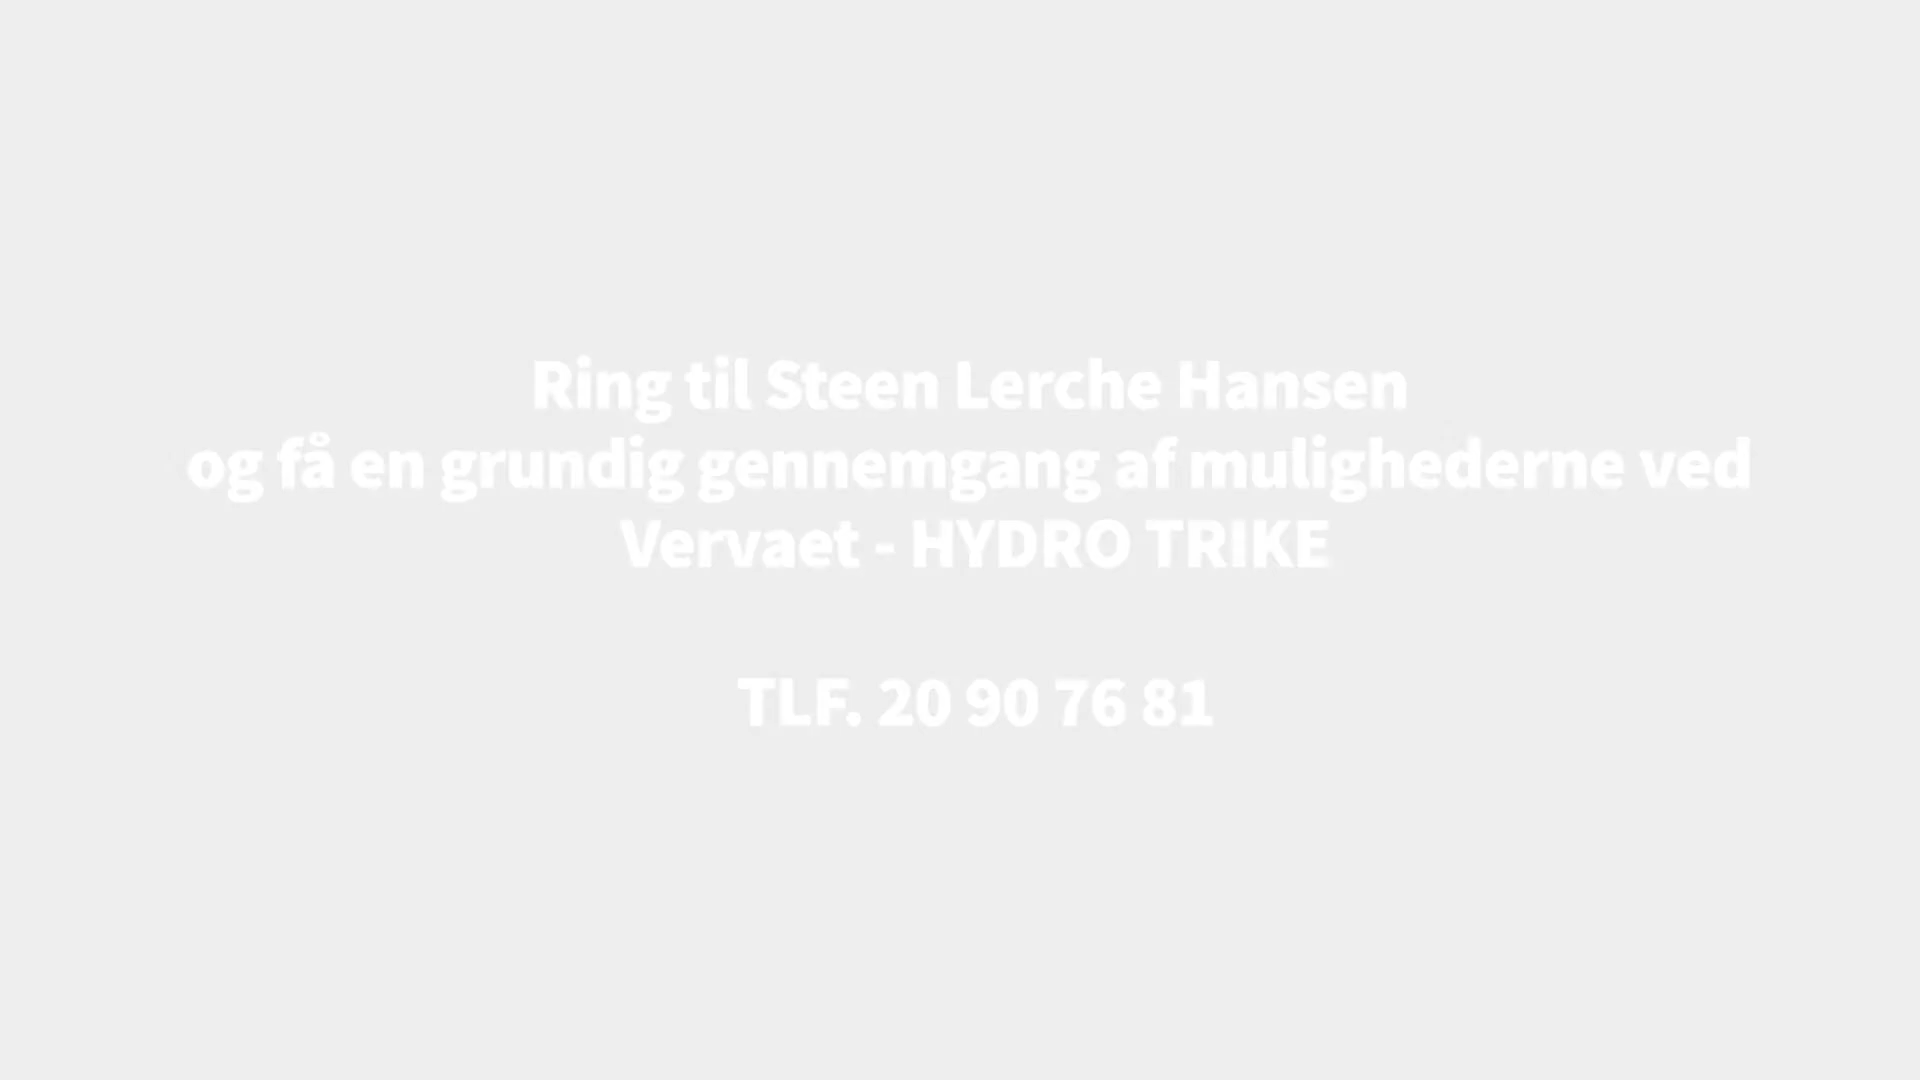 Ring til Steen Lerche Hansen
og få en grundig gennemgang af mulighederne ved
Vervaet - HYDRO TRIKE
TLF. 20 90 76 81